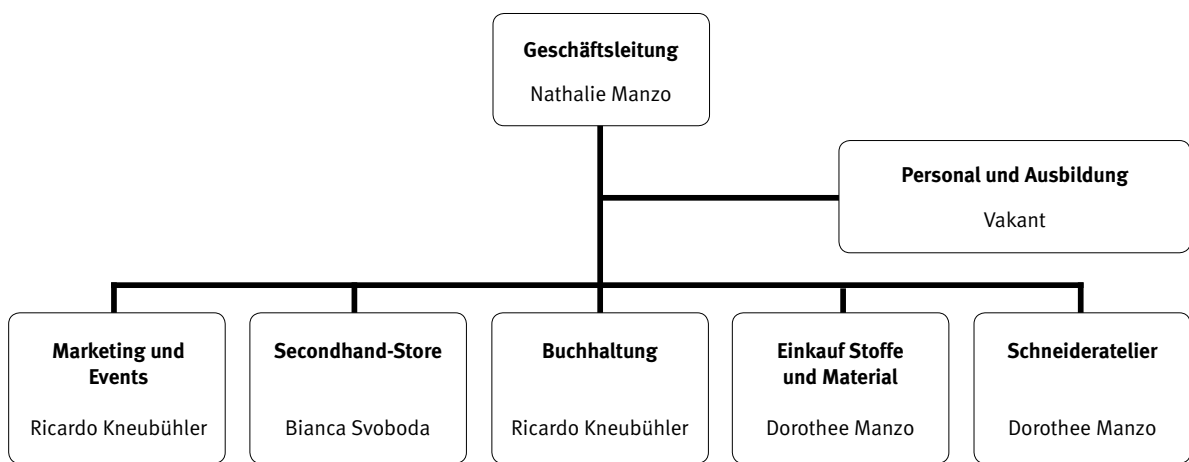 Geschäftsleitung
Nathalie Manzo
Personal und Ausbildung
Vakant
Marketing und
Events
Ricardo Kneubühler
Secondhand-Store
Bianca Svoboda
Buchhaltung
Ricardo Kneubühler
Einkauf Stoffe
und Material
Dorothee Manzo
Schneideratelier
Dorothee Manzo